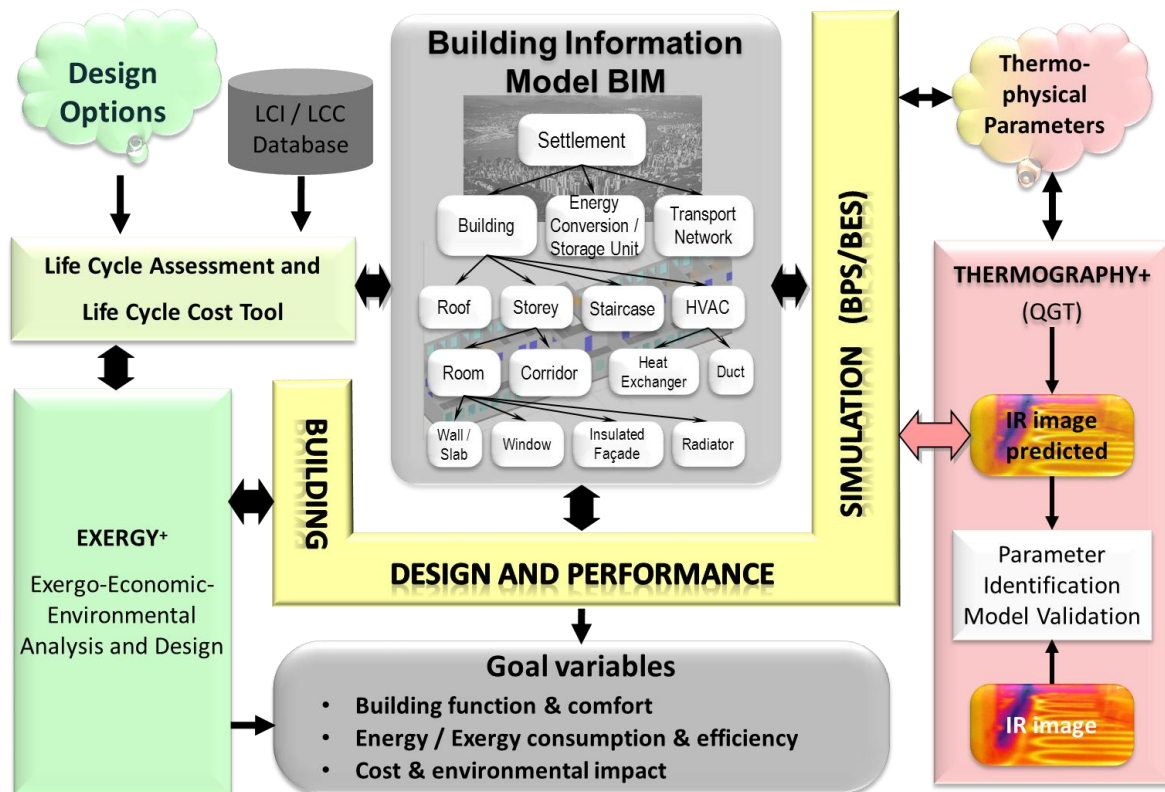 Design
Options
LCI / LCC
Database
Building Information
Model BIM
Settlement
Building
Energy
Conversion /
Storage Unit
Transport
Network
Roof
Storey
Staircase
HVAC
Room
Corridor
Heat
Exchanger
Duct
Wall /
Slab
Window
Insulated
Façade
Radiator
Thermo-
physical
Parameters
Life Cycle Assessment and
Life Cycle Cost Tool
EXERGY+
Exergo-Economic-
Environmental
Analysis and Design
BUILDING
DESIGN AND PERFORMANCE
SIMULATION (BPS/BES)
THERMOGRAPHY+
(QGT)
IR image
predicted
Parameter
Identification
Model Validation
IR image
Goal variables
• Building function & comfort
• Energy / Exergy consumption & efficiency
• Cost & environmental impact